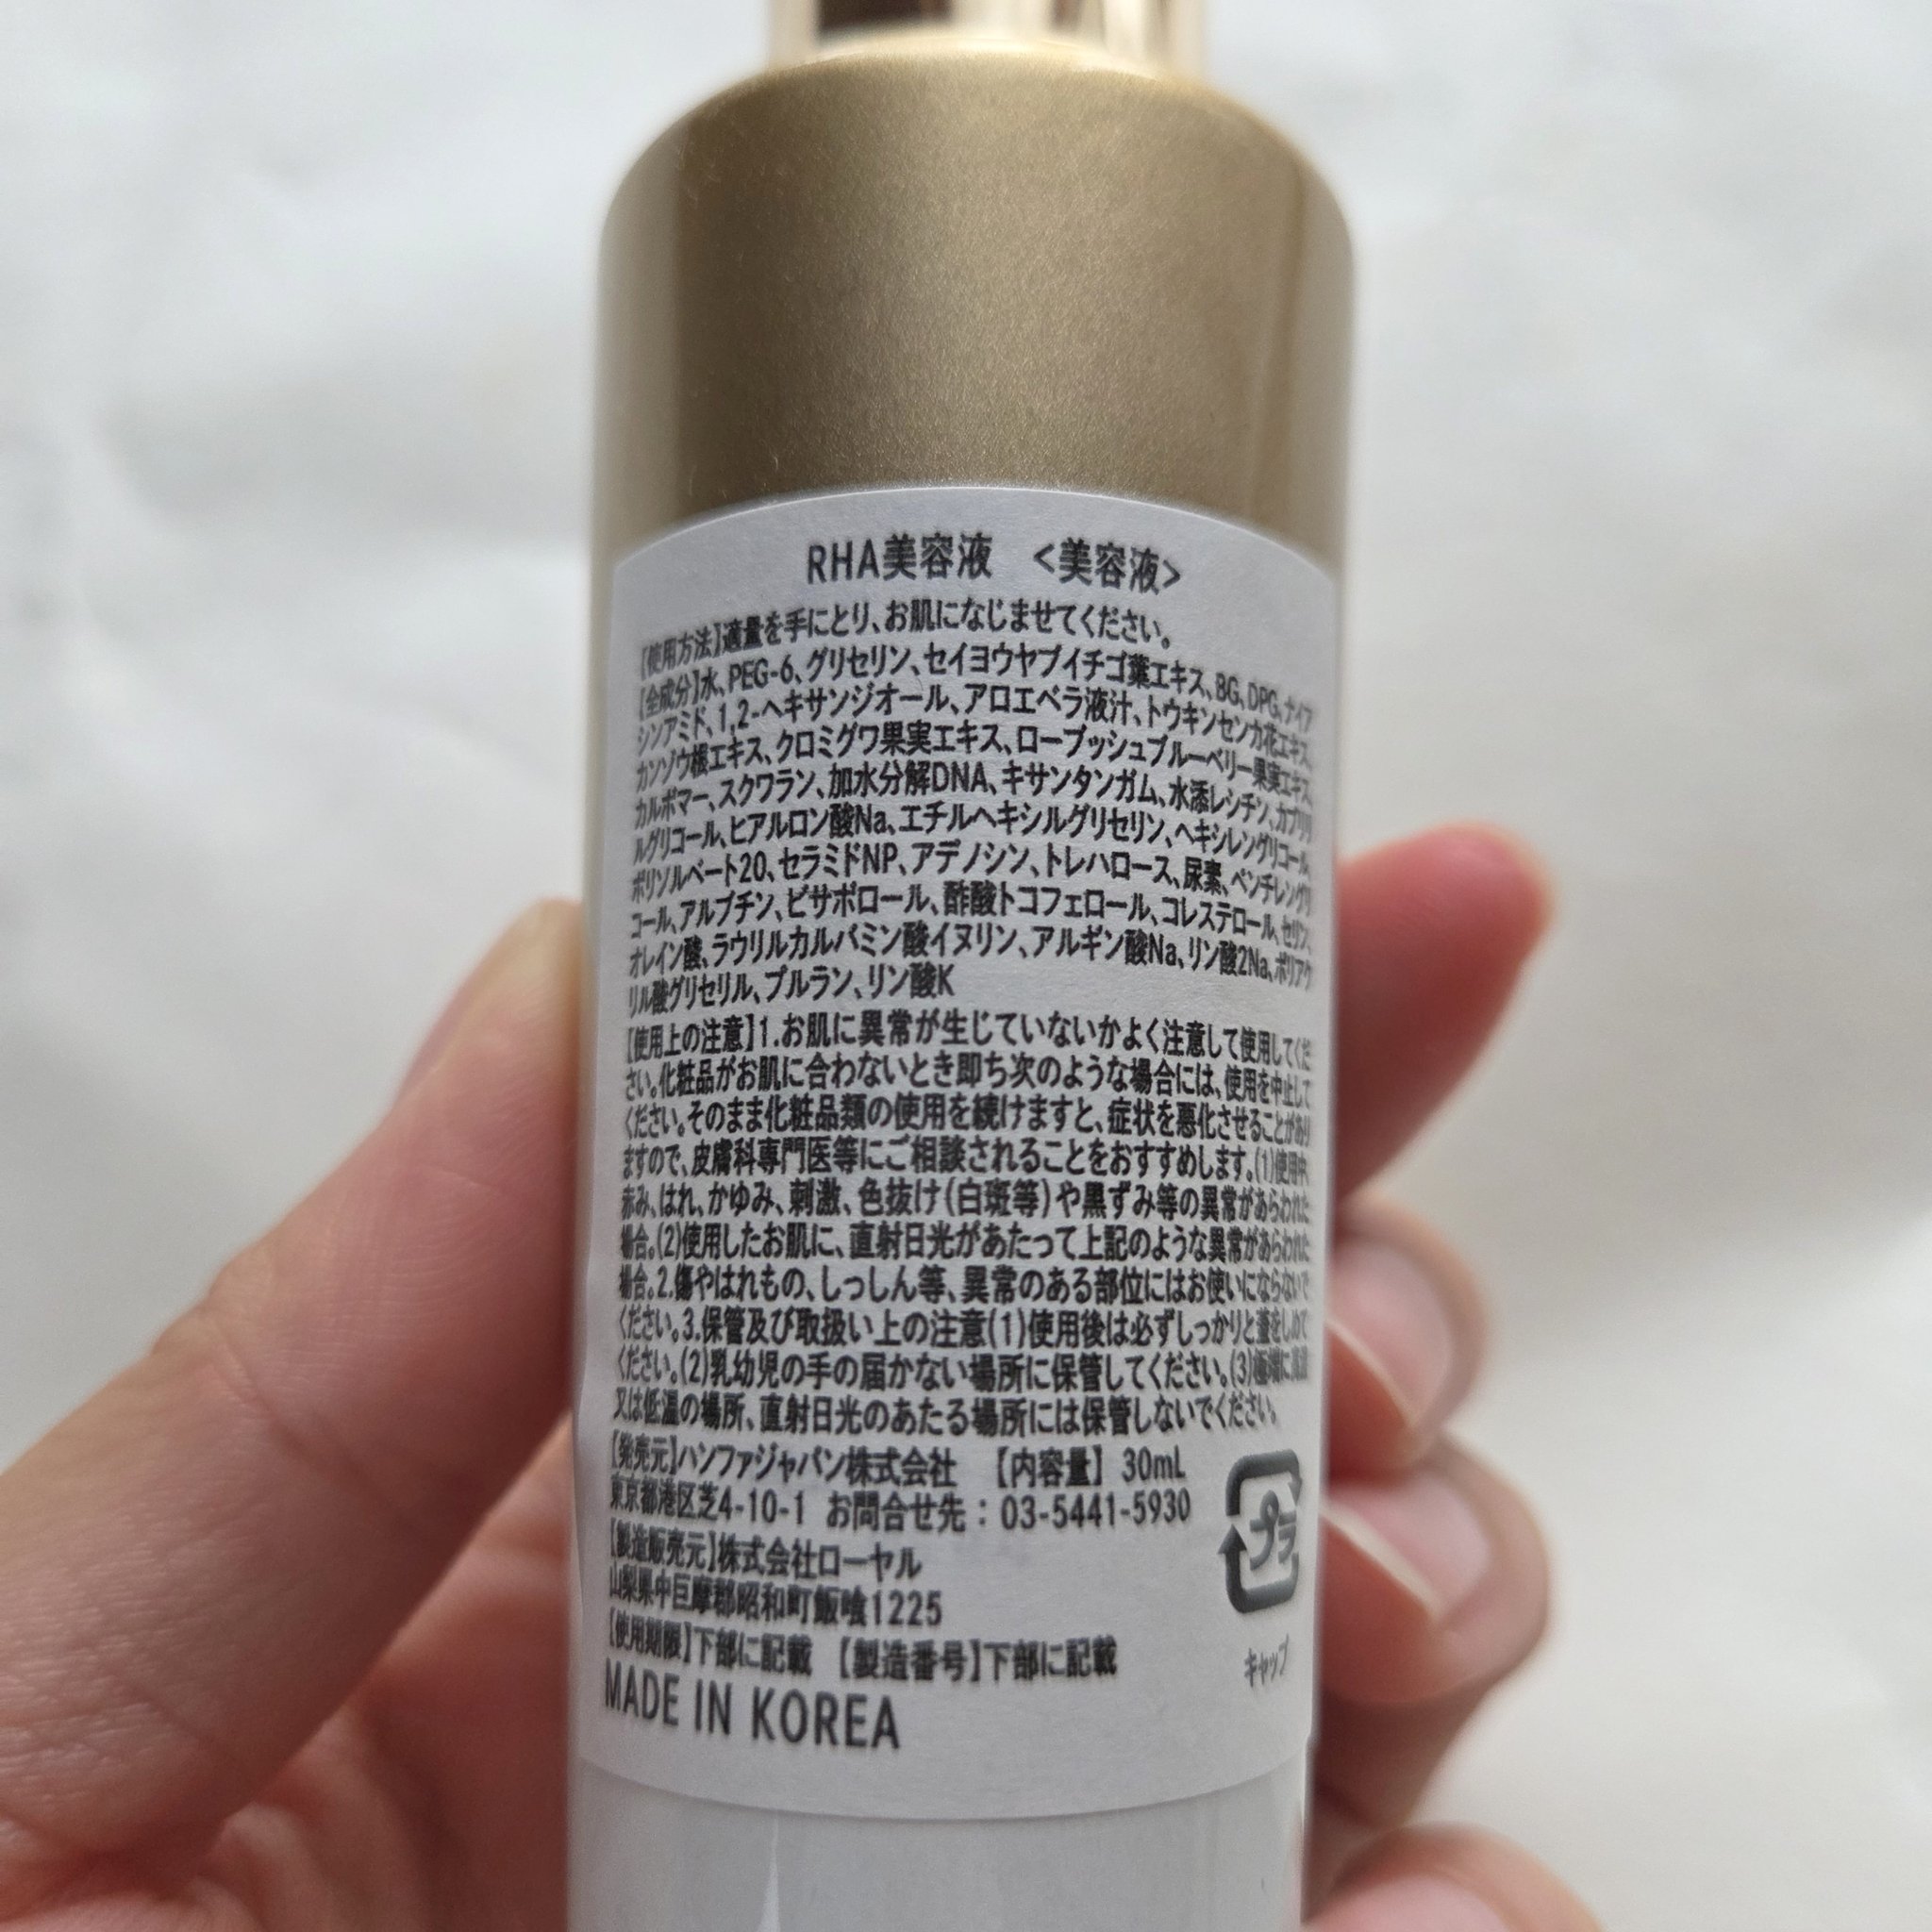 RHA美容液　<美容液>
【使用方法】適量を手にとり、お肌になじませてください。
【全成分】水、PEG-6、グリセリン、セイヨウヤブイチゴ葉エキス、BG、DPG、ナイア
シンアミド、1,2-ヘキサンジオール、アロエベラ液汁、トウキンセンカ花エキス、
カンゾウ根エキス、クロミグワ果実エキス、ローブッシュブルーベリー果実エキス、
カルボマー、スクワラン、加水分解DNA、キサンタンガム、水添レシチン、カプリリ
ルグリコール、ヒアルロン酸Na、エチルヘキシルグリセリン、ヘキシレングリコール、
ポリソルベート20、セラミドNP、アデノシン、トレハロース、尿素、ペンチレングリ
コール、アルブチン、ビサボロール、酢酸トコフェロール、コレステロール、セリン、
オレイン酸、ラウリルカルバミン酸イヌリン、アルギン酸Na、リン酸2Na、ポリアク
リル酸グリセリル、プルラン、リン酸K
【使用上の注意】1.お肌に異常が生じていないかよく注意して使用してくだ
さい。化粧品がお肌に合わないとき即ち次のような場合には、使用を中止して
ください。そのまま化粧品類の使用を続けますと、症状を悪化させることがあり
ますので、皮膚科専門医等にご相談されることをおすすめします。(1)使用中、
赤み、はれ、かゆみ、刺激、色抜け(白斑等)や黒ずみ等の異常があらわれた
場合。(2)使用したお肌に、直射日光があたって上記のような異常があらわれた
場合。2.傷やはれもの、しっしん等、異常のある部位にはお使いにならないで
ください。3.保管及び取扱い上の注意(1)使用後は必ずしっかりと蓋をしめて
ください。(2)乳幼児の手の届かない場所に保管してください。(3)極端に高温
又は低温の場所、直射日光のあたる場所には保管しないでください。
【発売元】ハンファジャパン株式会社　【内容量】30mL
東京都港区芝4-10-1 お問合せ先：03-5441-5930
【製造販売元】株式会社ローヤル
山梨県中巨摩郡昭和町飯喰1225
【使用期限】下部に記載　【製造番号】下部に記載
MADE IN KOREA
プラ
キャップ